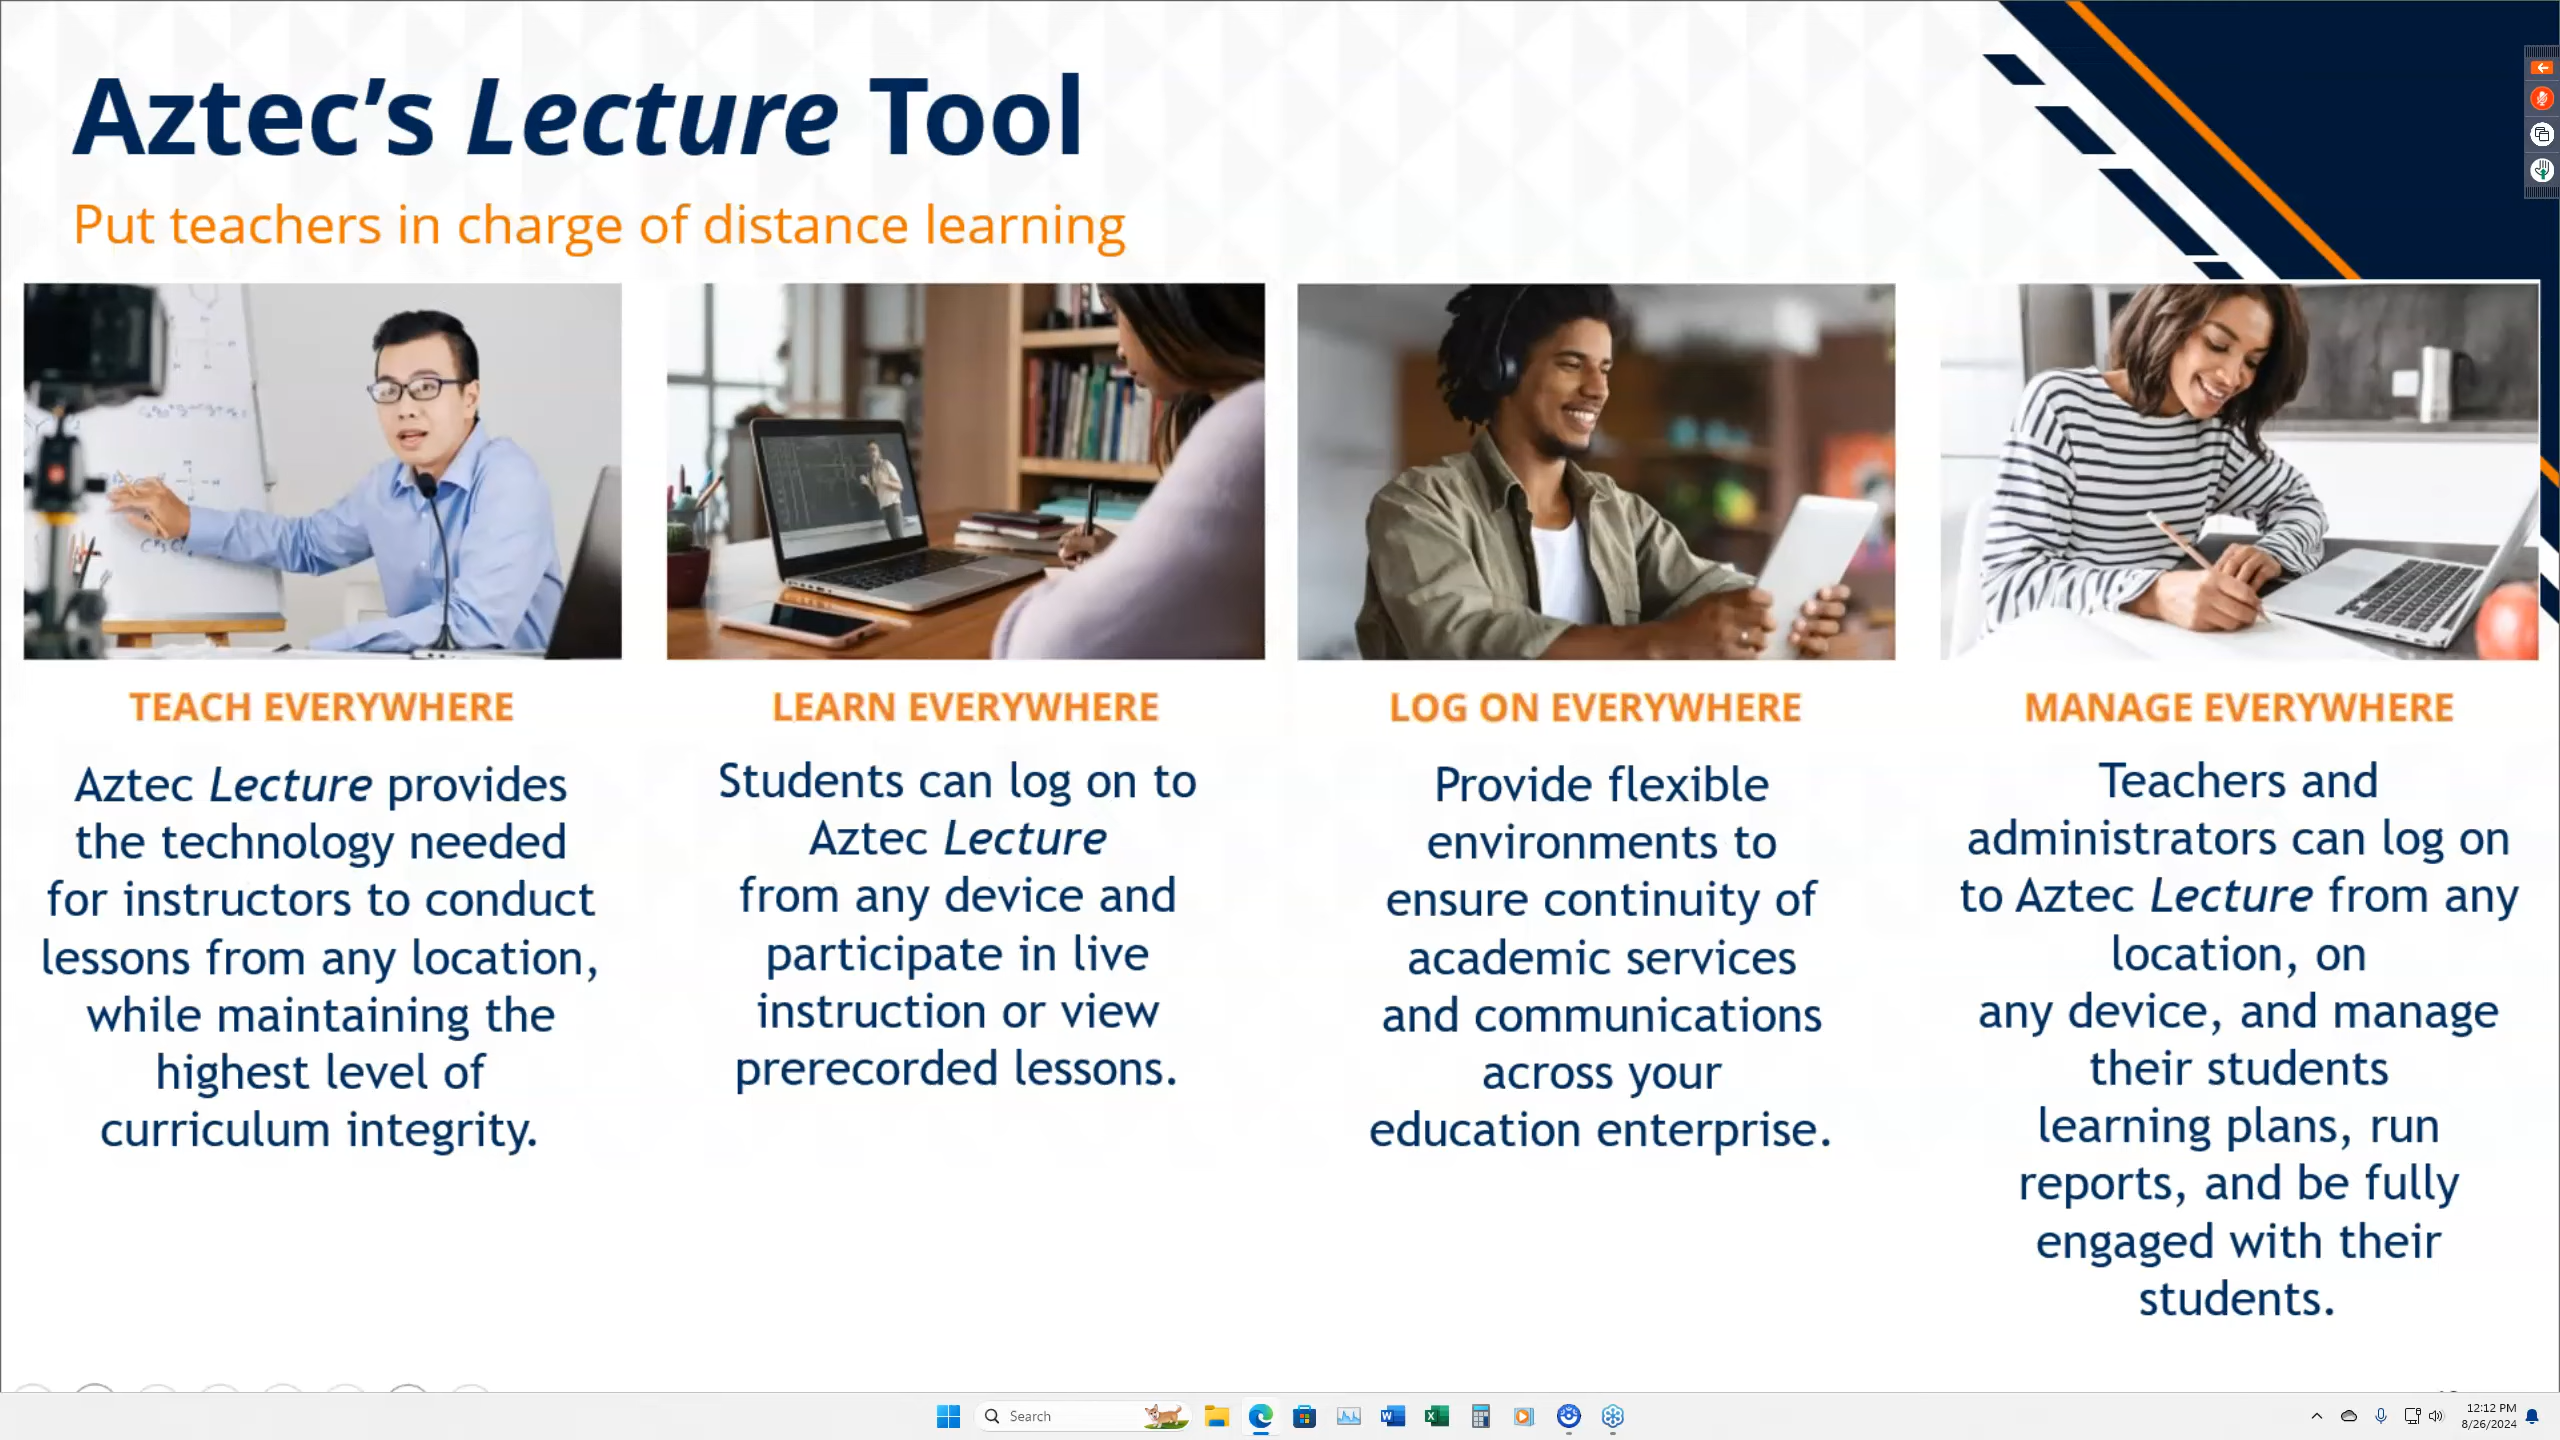 Aztec’s Lecture Tool
Put teachers in charge of distance learning
TEACH EVERYWHERE
Aztec Lecture provides
the technology needed
for instructors to conduct
lessons from any location,
while maintaining the
highest level of
curriculum integrity.
LEARN EVERYWHERE
Students can log on to
Aztec Lecture
from any device and
participate in live
instruction or view
prerecorded lessons.
LOG ON EVERYWHERE
Provide flexible
environments to
ensure continuity of
academic services
and communications
across your
education enterprise.
MANAGE EVERYWHERE
Teachers and
administrators can log on
to Aztec Lecture from any
location, on
any device, and manage
their students
learning plans, run
reports, and be fully
engaged with their
students.
Search
12:12 PM
8/26/2024